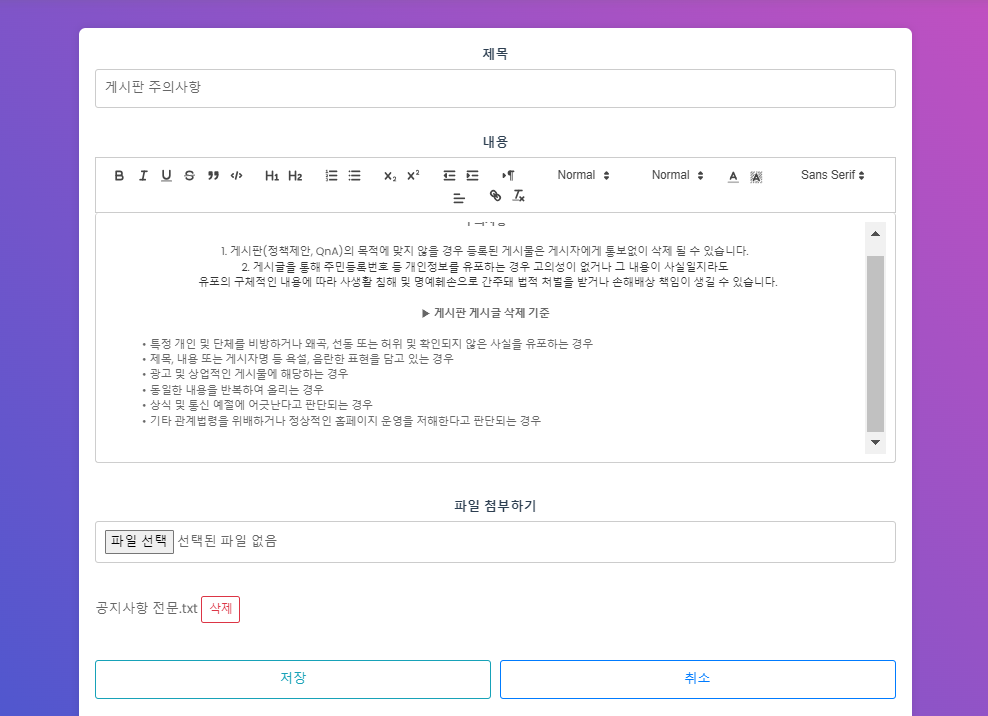 제목
게시판 주의사항
내용
B I U S H1 H2 X2 X2 Normal Normal A A Sans Serif
Tx
1. 게시판(정책제안, QnA)의 목적에 맞지 않을 경우 등록된 게시물은 게시자에게 통보없이 삭제 될 수 있습니다.
2. 게시글을 통해 주민등록번호 등 개인정보를 유포하는 경우 고의성이 없거나 그 내용이 사실일지라도
유포의 구체적인 내용에 따라 사생활 침해 및 명예훼손으로 간주돼 법적 처벌을 받거나 손해배상 책임이 생길 수 있습니다.
▶ 게시판 게시글 삭제 기준
• 특정 개인 및 단체를 비방하거나 왜곡, 선동 또는 허위 및 확인되지 않은 사실을 유포하는 경우
• 제목, 내용 또는 게시자명 등 욕설, 음란한 표현을 담고 있는 경우
• 광고 및 상업적인 게시물에 해당하는 경우
• 동일한 내용을 반복하여 올리는 경우
• 상식 및 통신 예절에 어긋난다고 판단되는 경우
• 기타 관계법령을 위배하거나 정상적인 홈페이지 운영을 저해한다고 판단되는 경우
파일 첨부하기
파일 선택 선택된 파일 없음
공지사항 전문.txt 삭제
저장 취소